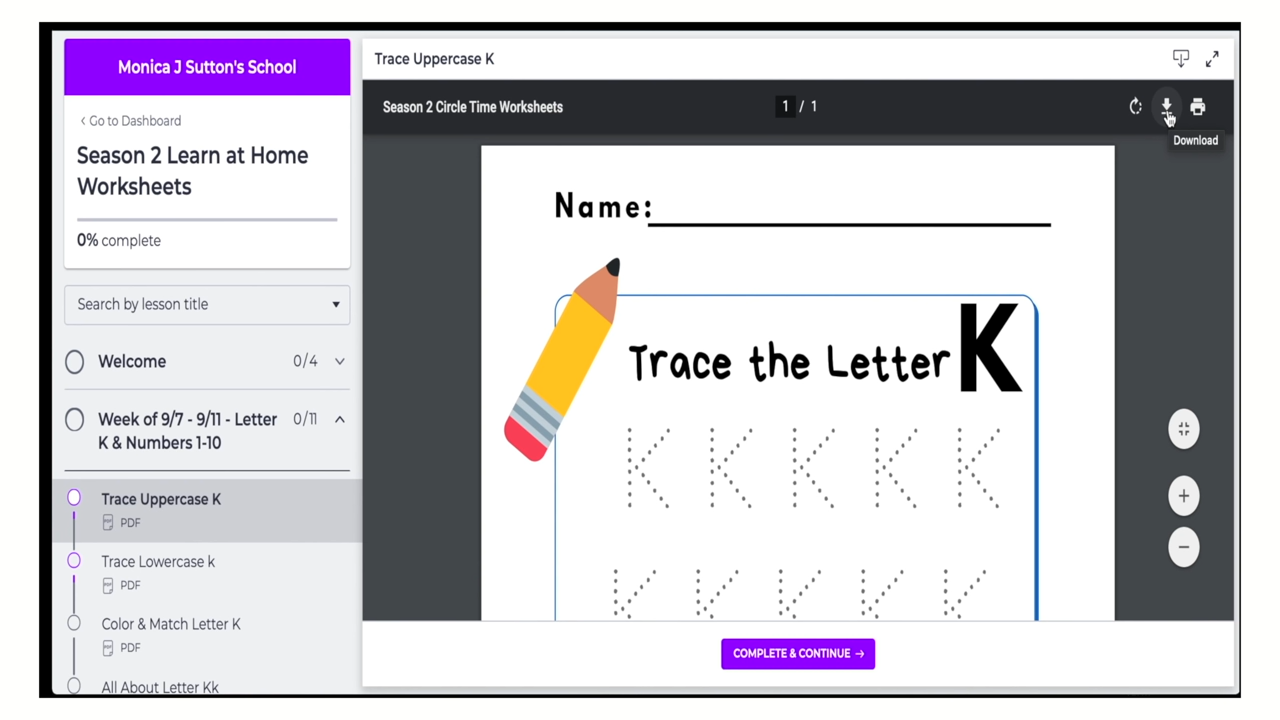 Monica J Sutton's School
< Go to Dashboard
Season 2 Learn at Home
Worksheets
0% complete
Search by lesson title
Welcome 0/4
Week of 9/7 - 9/11 - Letter 0/11
K & Numbers 1-10
Trace Uppercase K
PDF
Trace Lowercase k
PDF
Color & Match Letter K
PDF
All About Letter Kk
Trace Uppercase K
Season 2 Circle Time Worksheets 1 / 1
Download
Name:
Trace the Letter K
K K K K K
K K K K K
COMPLETE & CONTINUE →